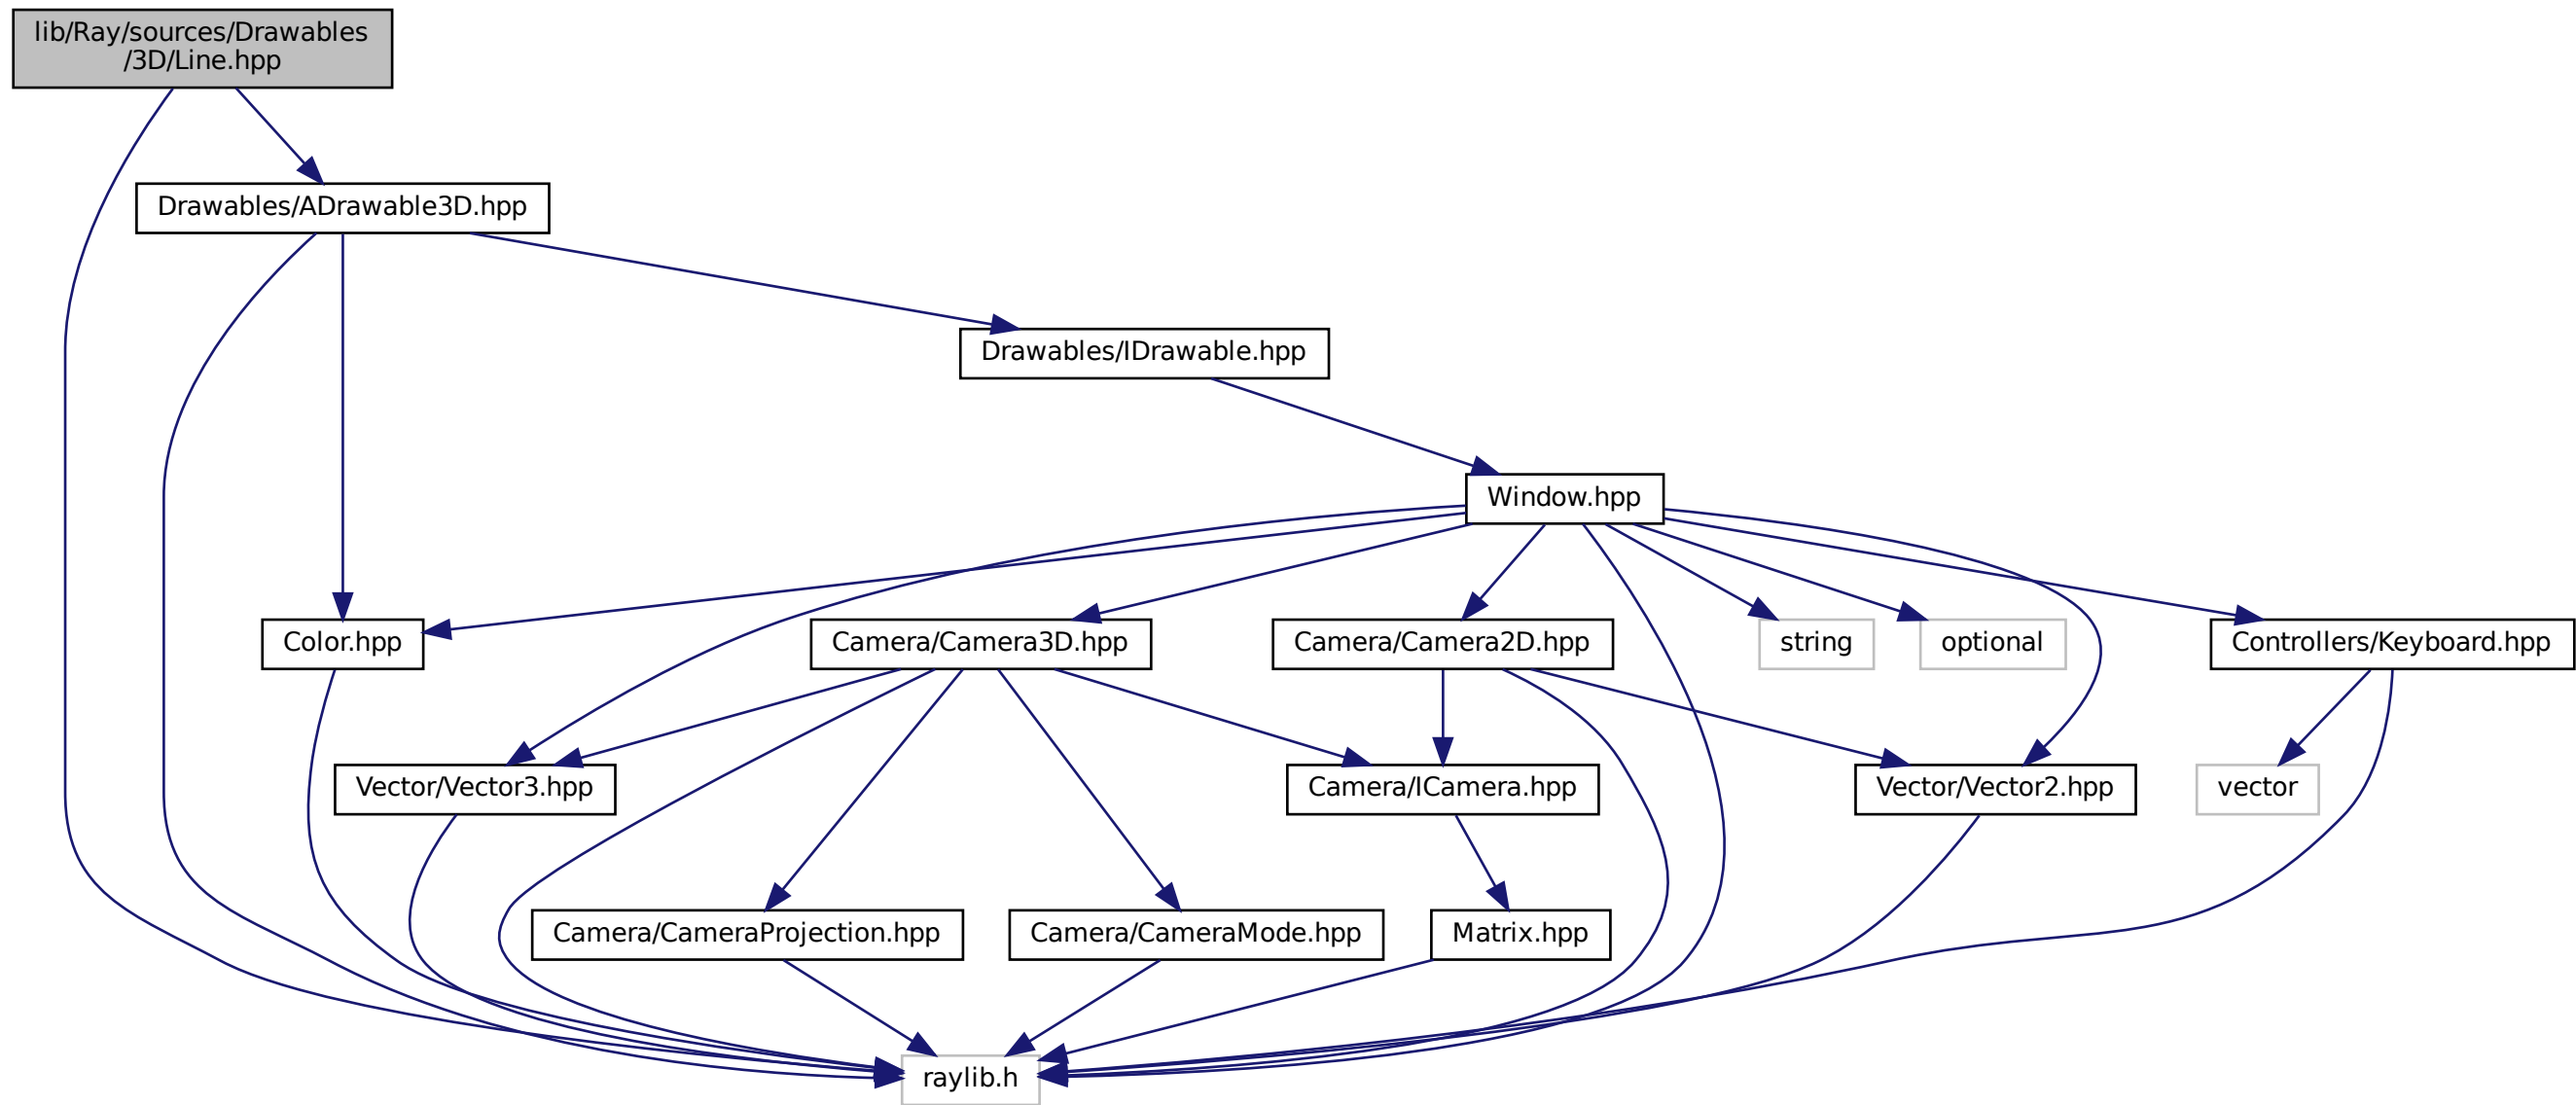 lib/Ray/sources/Drawables
/3D/Line.hpp
Drawables/ADrawable3D.hpp
Drawables/IDrawable.hpp
Window.hpp
Color.hpp
Camera/Camera3D.hpp
Camera/Camera2D.hpp
string
optional
Controllers/Keyboard.hpp
Vector/Vector3.hpp
Camera/ICamera.hpp
Vector/Vector2.hpp
vector
Camera/CameraProjection.hpp
Camera/CameraMode.hpp
Matrix.hpp
raylib.h